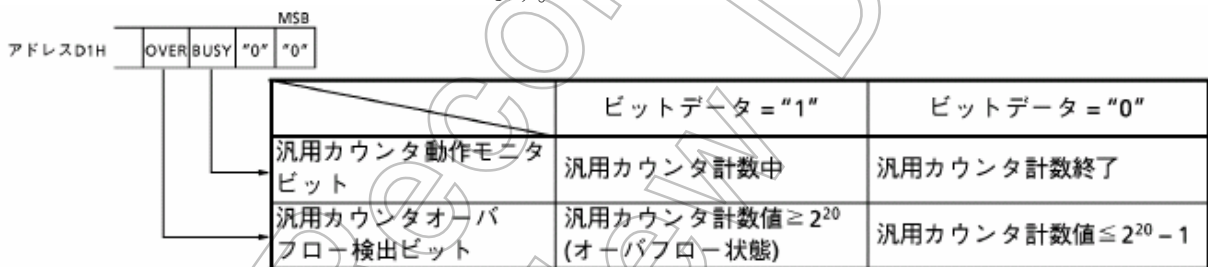 MSB
アドレスD1H OVER BUSY "0" "0"
ビットデータ = "1" ビットデータ = "0"
汎用カウンタ動作モニタ
ビット
汎用カウンタ計数中 汎用カウンタ計数終了
汎用カウンタオーバ
フロー検出ビット
汎用カウンタ計数値≧2²⁰
(オーバフロー状態)
汎用カウンタ計数値≦2²⁰ – 1